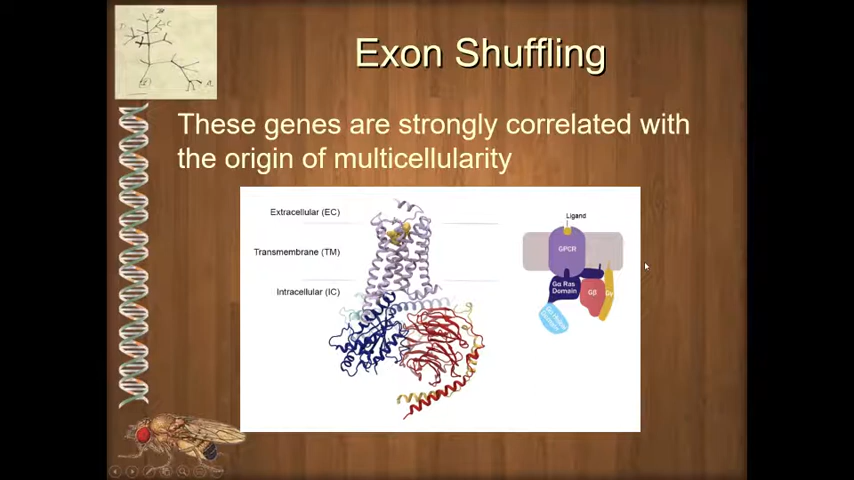 Exon Shuffling
These genes are strongly correlated with
the origin of multicellularity
Extracellular (EC)
Transmembrane (TM)
Intracellular (IC)
Ligand
GPCR
Gα Ras
Domain
Gβ
Gγ